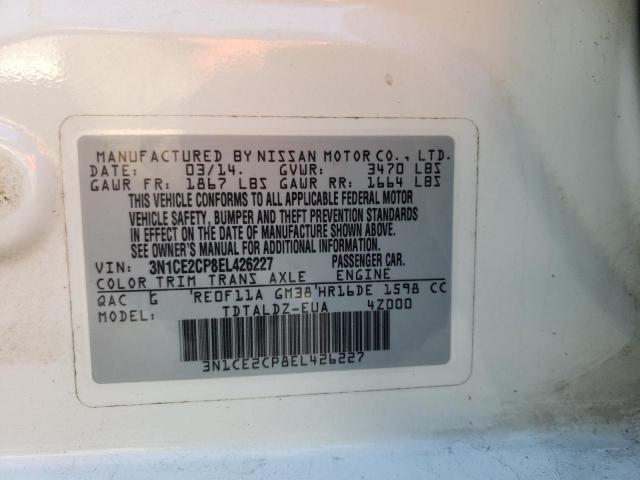 MANUFACTURED BY NISSAN MOTOR CO., LTD.
DATE: 03/14. GVWR: 3470 LBS
GAWR FR: 1867 LBS GAWR RR: 1664 LBS
THIS VEHICLE CONFORMS TO ALL APPLICABLE FEDERAL MOTOR
VEHICLE SAFETY, BUMPER AND THEFT PREVENTION STANDARDS
IN EFFECT ON THE DATE OF MANUFACTURE SHOWN ABOVE.
SEE OWNER'S MANUAL FOR ADDITIONAL INFORMATION.
VIN: 3N1CE2CP8EL426227 PASSENGER CAR.
COLOR TRIM TRANS AXLE ENGINE
QAC G RE0F11A GM38 HR16DE 1598 CC
MODEL: TDTALDZ-EUA 4Z000
3N1CE2CP8EL426227